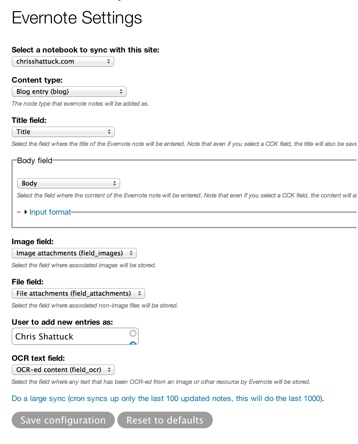 Evernote Settings
Select a notebook to sync with this site:
chrisshattuck.com
Content type:
Blog entry (blog)
The node type that evernote notes will be added as.
Title field:
Title
Select the field where the title of the Evernote note will be entered. Note that even if you select a CCK field, the title will also be save
Body field
Body
Select the field where the content of the Evernote note will be entered. Note that even if you select a CCK field, the content will al
Input format
Image field:
Image attachments (field_images)
Select the field where associated images will be stored.
File field:
File attachments (field_attachments)
Select the field where associated non-image files will be stored.
User to add new entries as:
Chris Shattuck
OCR text field:
OCR-ed content (field_ocr)
Select the field where any text that has been OCR-ed from an image or other resource by Evernote will be stored.
Do a large sync (cron syncs up only the last 100 updated notes, this will do the last 1000).
Save configuration Reset to defaults